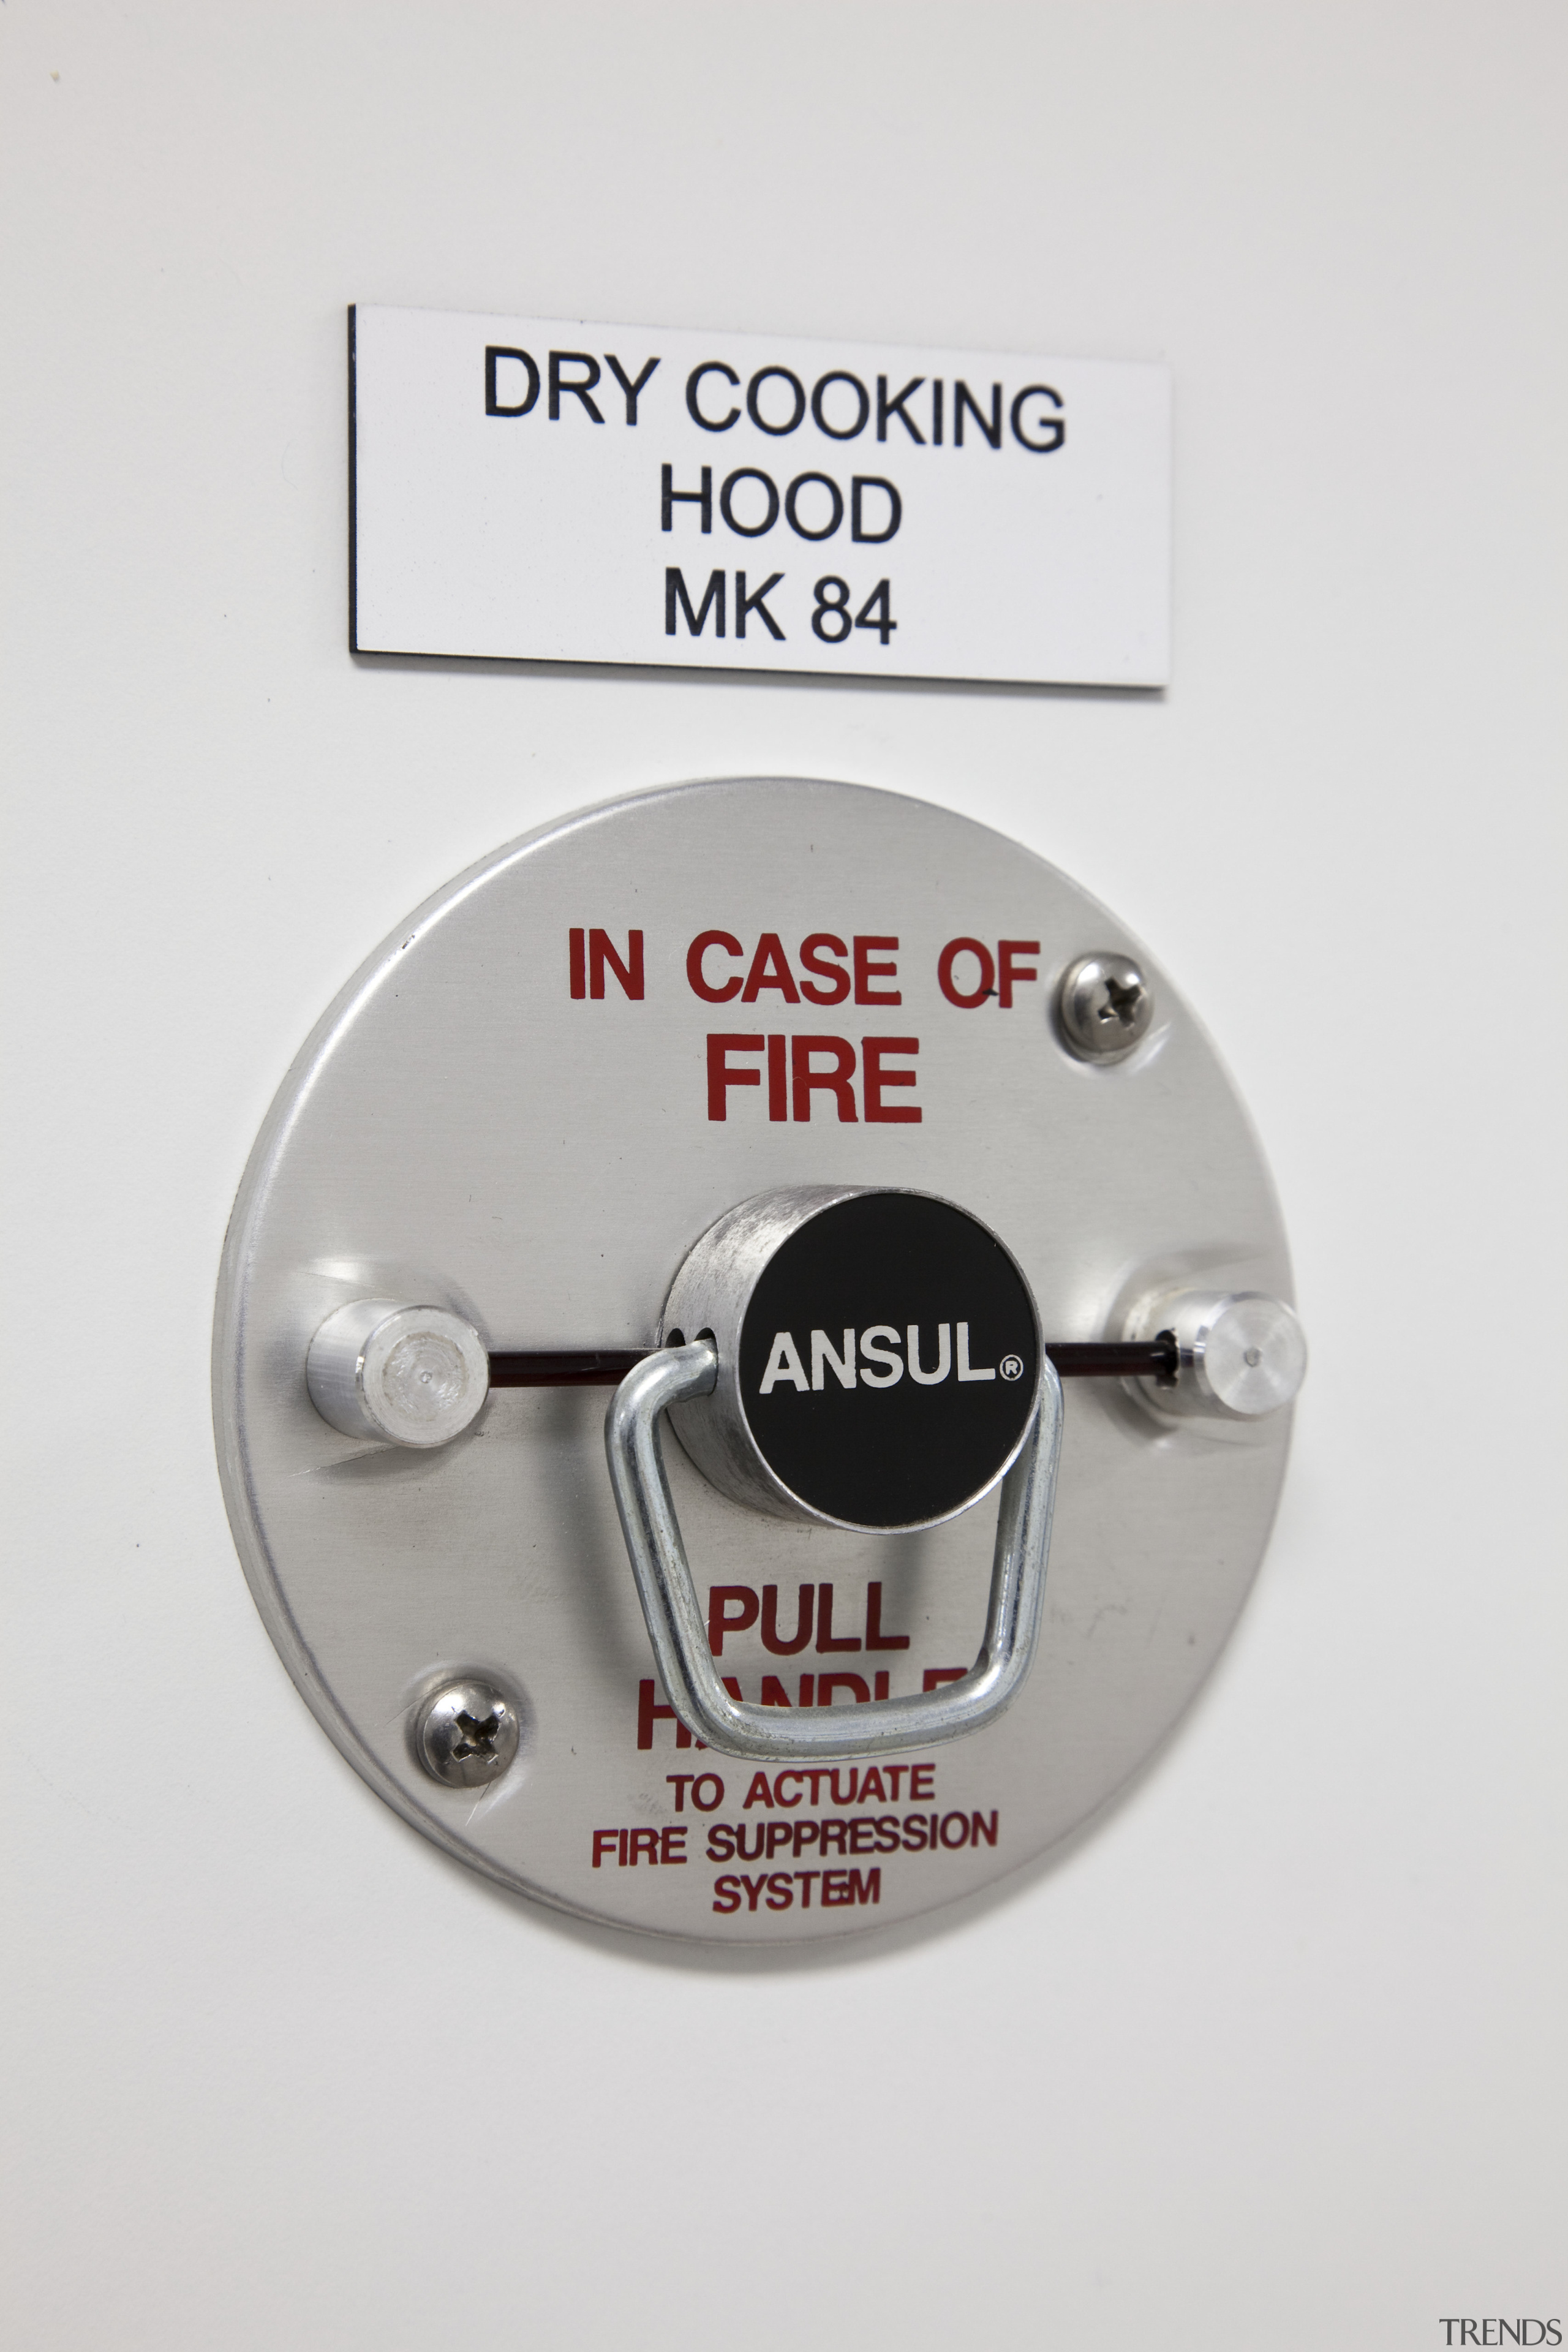 DRY COOKING
HOOD
MK 84
IN CASE OF
FIRE
ANSUL®
PULL
HANDLE
TO ACTUATE
FIRE SUPPRESSION
SYSTEM
TRENDS